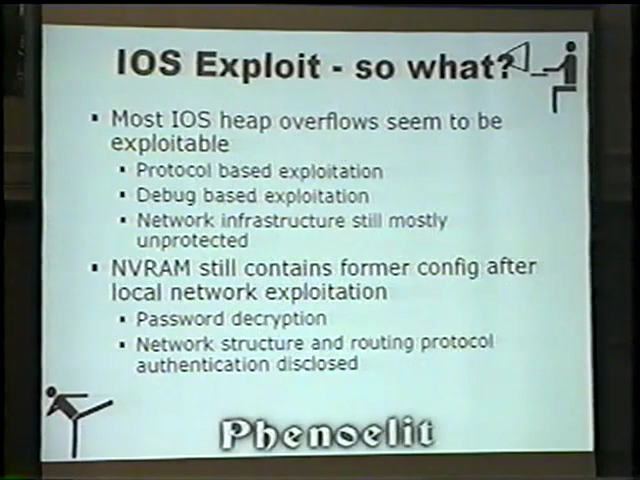 IOS Exploit - so what?
▪ Most IOS heap overflows seem to be
exploitable
▪ Protocol based exploitation
▪ Debug based exploitation
▪ Network infrastructure still mostly
unprotected
▪ NVRAM still contains former config after
local network exploitation
▪ Password decryption
▪ Network structure and routing protocol
authentication disclosed
Phenoelit